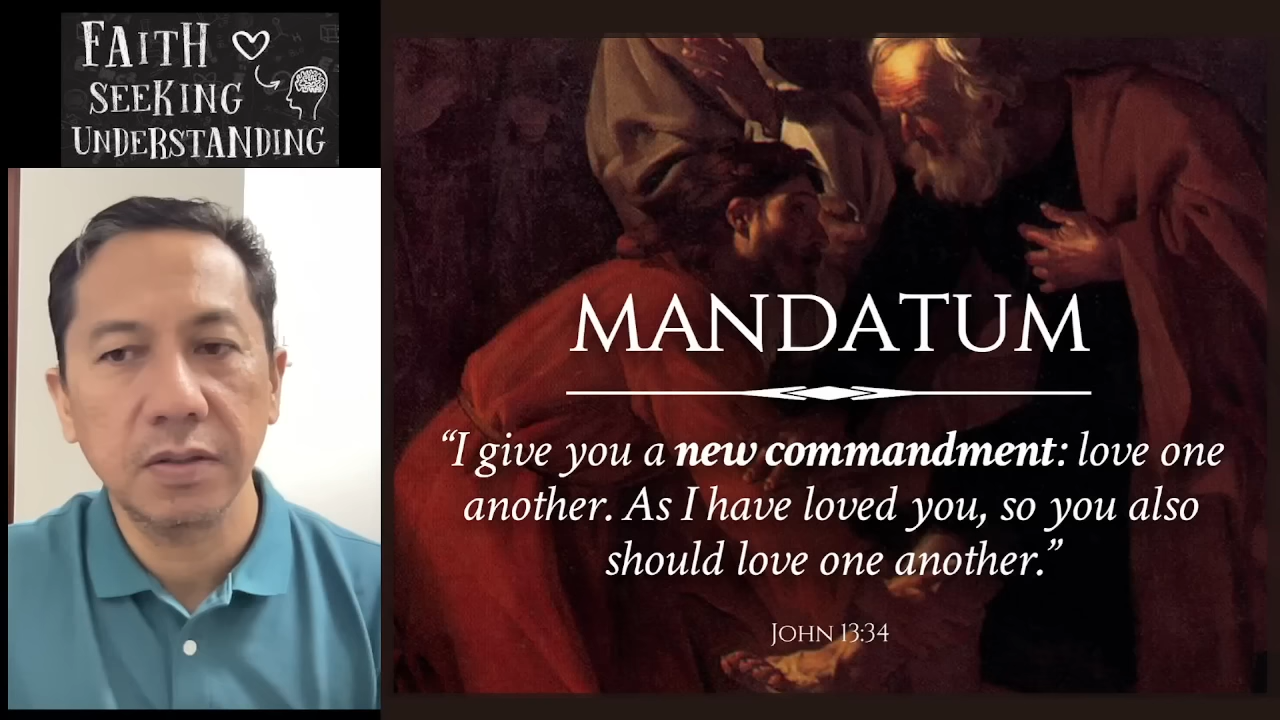 FAITH
SEEKING
UNDERSTANDING
MANDATUM
“I give you a new commandment: love one
another. As I have loved you, so you also
should love one another.”
John 13:34